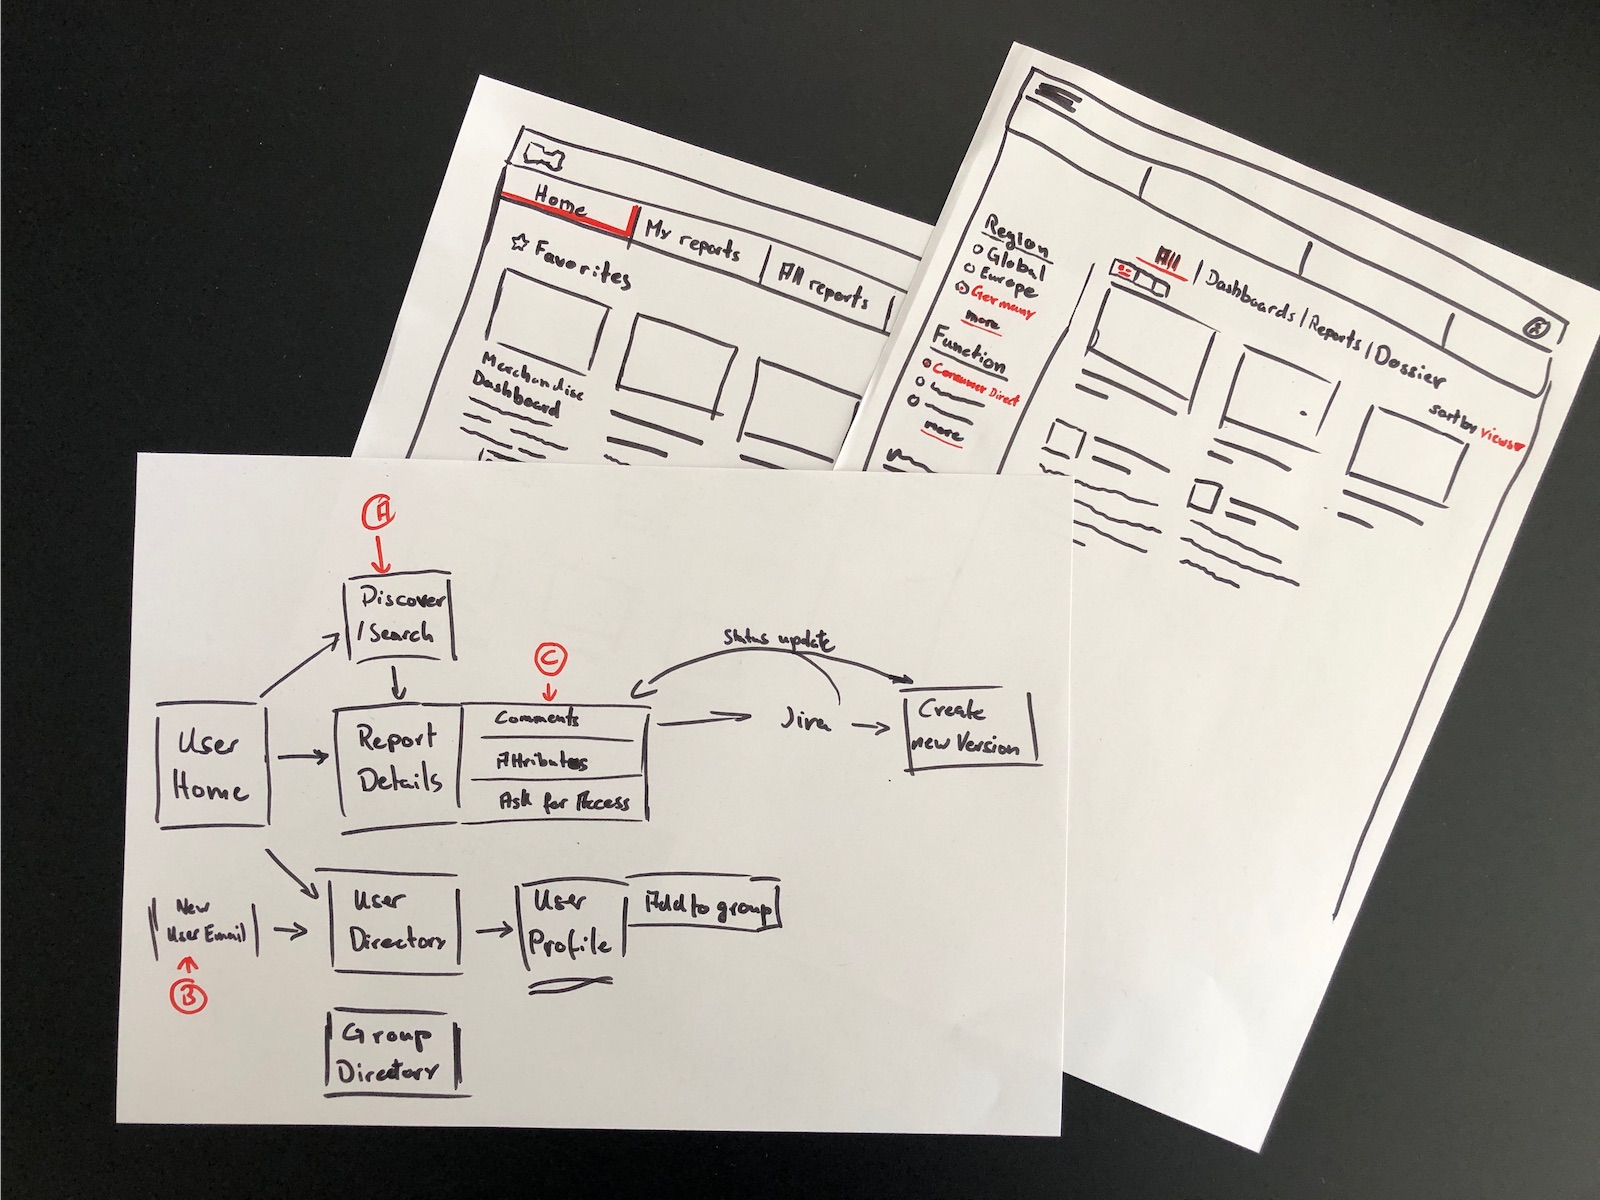 Home
My reports
All reports
Favorites
Merchandise
Dashboard
Region
Global
Europe
Germany
more
Function
Consumer Direct
more
All | Dashboards | Reports | Dossier
sort by views
A
Discover
/ Search
C
Status update
User
Home
Report
Details
Comments
Attributes
Ask for Access
Jira
Create
new Version
New
User Email
B
User
Directory
User
Profile
Add to group
Group
Directory